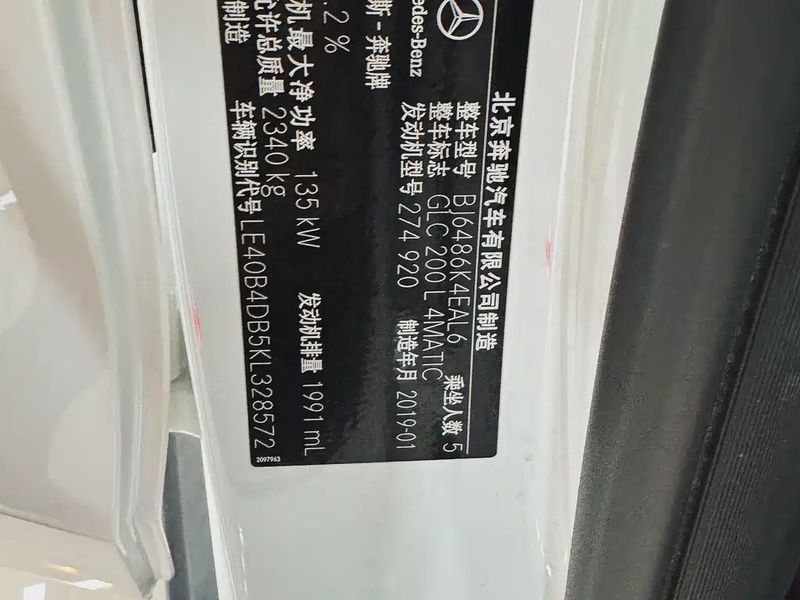 北京奔驰汽车有限公司制造
整车型号 BJ6486K4EAL6 乘坐人数 5
整车标志 GLC 200 L 4MATIC
发动机型号 274 920 制造年月 2019-01
edes-Benz
斯-奔驰牌
.2 %
机最大净功率 135 kW 发动机排量 1991 mL
允许总质量 2340 kg
制造
车辆识别代号 LE40B4DB5KL328572
2097963